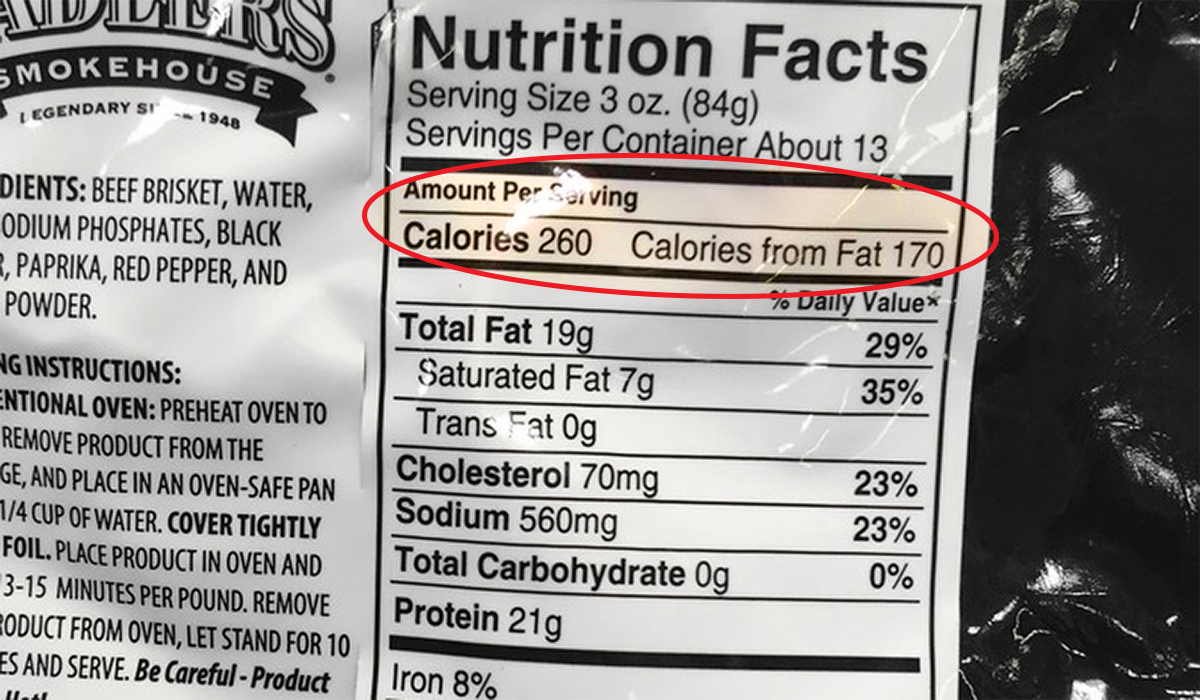 SMOKEHOUSE
LEGENDARY 1948
DIENTS: BEEF BRISKET, WATER,
ODIUM PHOSPHATES, BLACK
R, PAPRIKA, RED PEPPER, AND
POWDER.
NG INSTRUCTIONS:
ENTIONAL OVEN: PREHEAT OVEN TO
REMOVE PRODUCT FROM THE
GE, AND PLACE IN AN OVEN-SAFE PAN
1/4 CUP OF WATER. COVER TIGHTLY
FOIL. PLACE PRODUCT IN OVEN AND
3-15 MINUTES PER POUND. REMOVE
RODUCT FROM OVEN, LET STAND FOR 10
ES AND SERVE. Be Careful - Product
Nutrition Facts
Serving Size 3 oz. (84g)
Servings Per Container About 13
Amount Per Serving
Calories 260 Calories from Fat 170
% Daily Value*
Total Fat 19g 29%
Saturated Fat 7g 35%
Trans Fat 0g
Cholesterol 70mg 23%
Sodium 560mg 23%
Total Carbohydrate 0g 0%
Protein 21g
Iron 8%